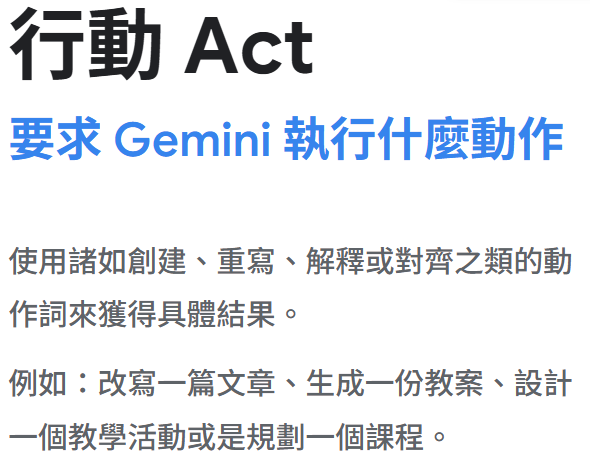 行動 Act
要求 Gemini 執行什麼動作
使用諸如創建、重寫、解釋或對齊之類的動
作詞來獲得具體結果。
例如：改寫一篇文章、生成一份教案、設計
一個教學活動或是規劃一個課程。